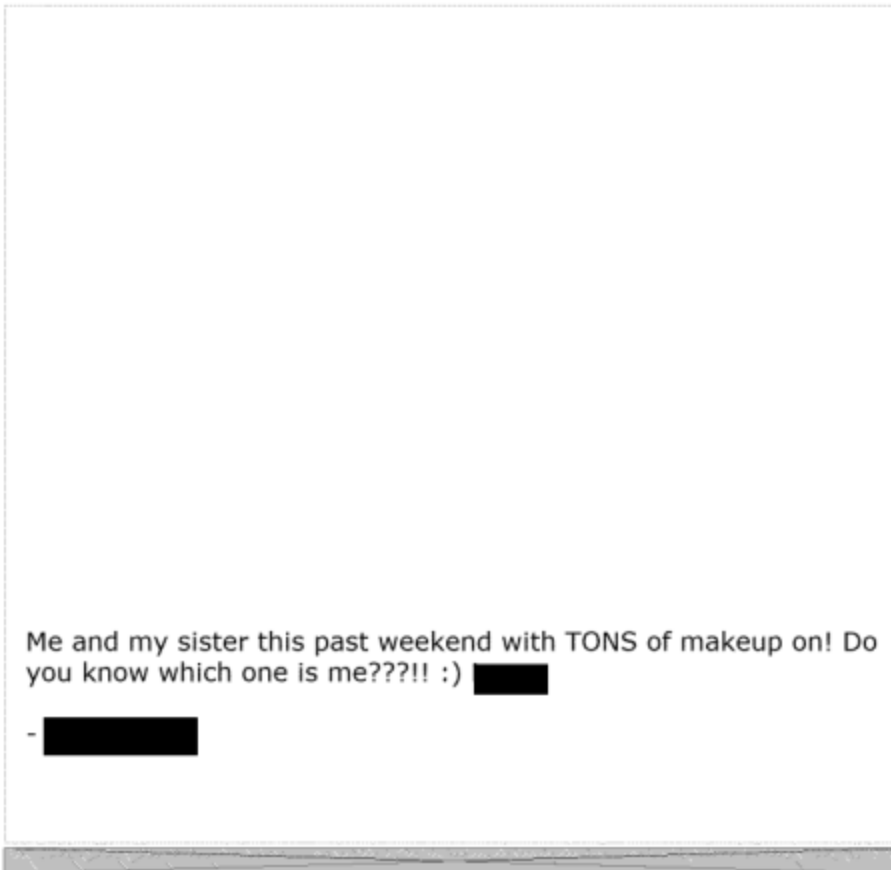 Me and my sister this past weekend with TONS of makeup on! Do
you know which one is me???!! :)
-